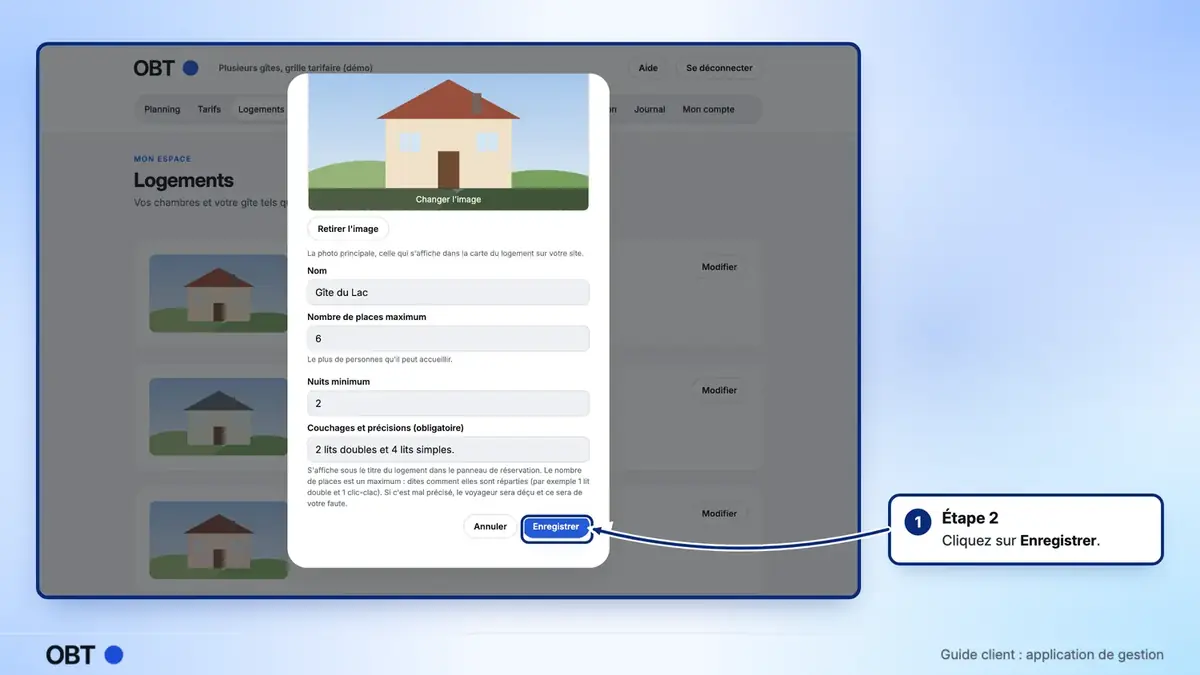 OBT
Plusieurs gîtes, grille tarifaire (démo)
Aide
Se déconnecter
Planning
Tarifs
Logements
Journal
Mon compte
MON ESPACE
Logements
Vos chambres et votre gîte tels
Changer l'image
Retirer l'image
La photo principale, celle qui s'affiche dans la carte du logement sur votre site.
Nom
Gîte du Lac
Nombre de places maximum
6
Le plus de personnes qu'il peut accueillir.
Nuits minimum
2
Couchages et précisions (obligatoire)
2 lits doubles et 4 lits simples.
S'affiche sous le titre du logement dans le panneau de réservation. Le nombre
de places est un maximum : dites comment elles sont réparties (par exemple 1 lit
double et 1 clic-clac). Si c'est mal précisé, le voyageur sera déçu et ce sera de
votre faute.
Annuler
Enregistrer
Modifier
Modifier
Modifier
1
Étape 2
Cliquez sur Enregistrer.
OBT
Guide client : application de gestion